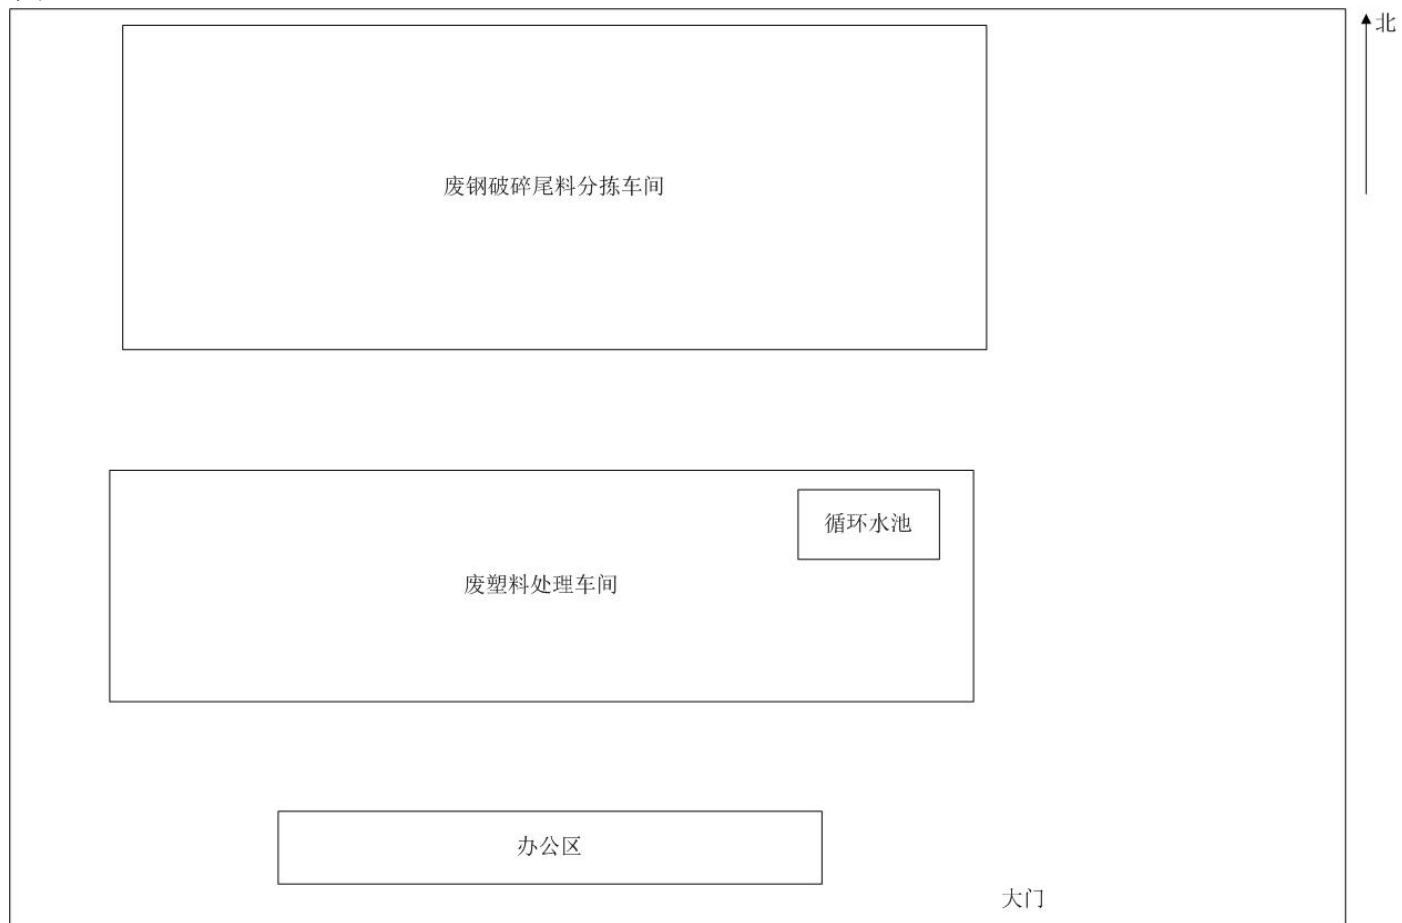 北
废钢破碎尾料分拣车间
循环水池
废塑料处理车间
办公区
大门